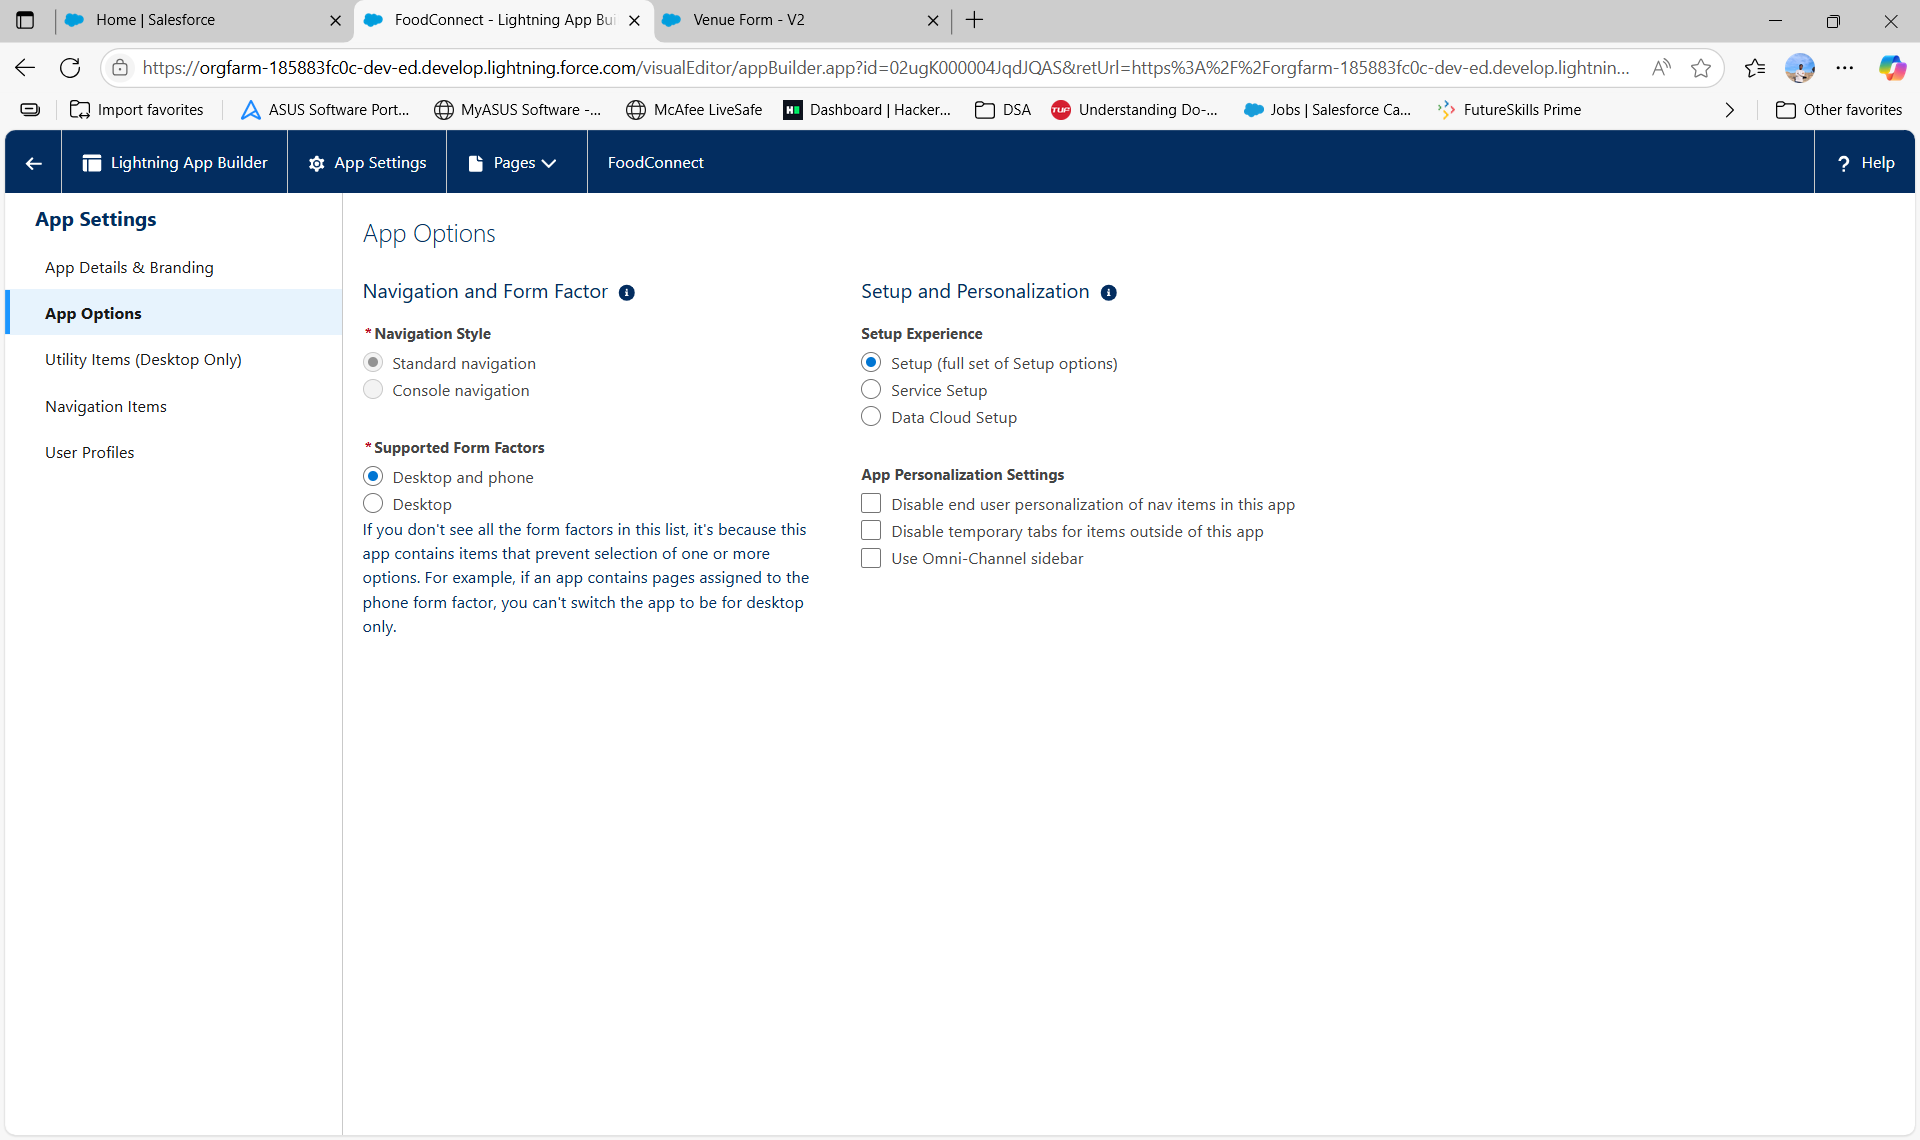 Home | Salesforce
FoodConnect - Lightning App Bui
Venue Form - V2
https://orgfarm-185883fc0c-dev-ed.develop.lightning.force.com/visualEditor/appBuilder.app?id=02ugK000004JqdJQAS&retUrl=https%3A%2F%2Forgfarm-185883fc0c-dev-ed.develop.lightnin...
Import favorites
ASUS Software Port...
MyASUS Software -...
McAfee LiveSafe
Dashboard | Hacker...
DSA
Understanding Do-...
Jobs | Salesforce Ca...
FutureSkills Prime
Other favorites
Lightning App Builder
App Settings
Pages
FoodConnect
? Help
App Settings
App Details & Branding
App Options
Utility Items (Desktop Only)
Navigation Items
User Profiles
App Options
Navigation and Form Factor
*Navigation Style
Standard navigation
Console navigation
*Supported Form Factors
Desktop and phone
Desktop
If you don't see all the form factors in this list, it's because this
app contains items that prevent selection of one or more
options. For example, if an app contains pages assigned to the
phone form factor, you can't switch the app to be for desktop
only.
Setup and Personalization
Setup Experience
Setup (full set of Setup options)
Service Setup
Data Cloud Setup
App Personalization Settings
Disable end user personalization of nav items in this app
Disable temporary tabs for items outside of this app
Use Omni-Channel sidebar